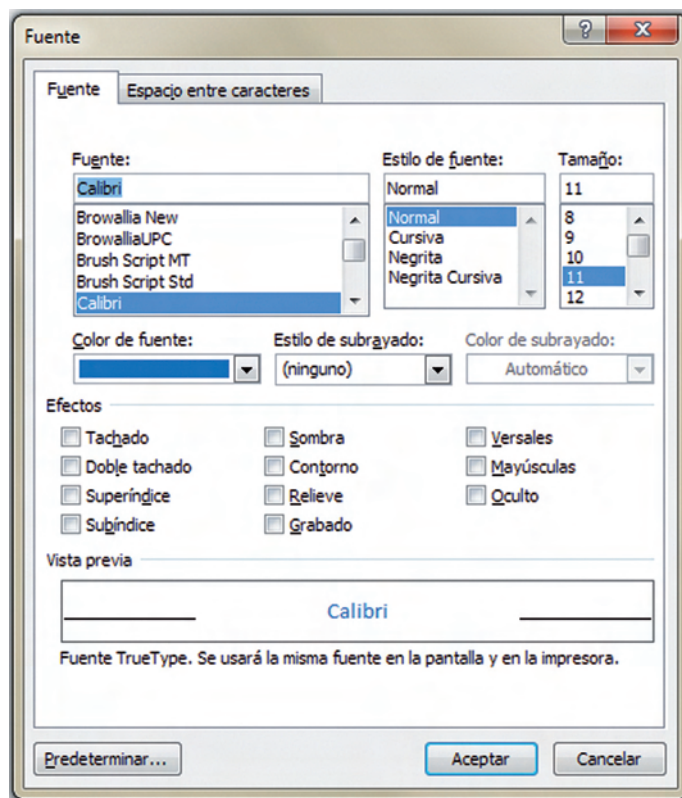 Fuente
Fuente Espacio entre caracteres
Fuente: Estilo de fuente: Tamaño:
Calibri Normal 11
Browallia New Normal 8
BrowalliaUPC Cursiva 9
Brush Script MT Negrita 10
Brush Script Std Negrita Cursiva 11
Calibri 12
Color de fuente: Estilo de subrayado: Color de subrayado:
(ninguno) Automático
Efectos
Tachado Sombra Versales
Doble tachado Contorno Mayúsculas
Superíndice Relieve Oculto
Subíndice Grabado
Vista previa
Calibri
Fuente TrueType. Se usará la misma fuente en la pantalla y en la impresora.
Predeterminar... Aceptar Cancelar